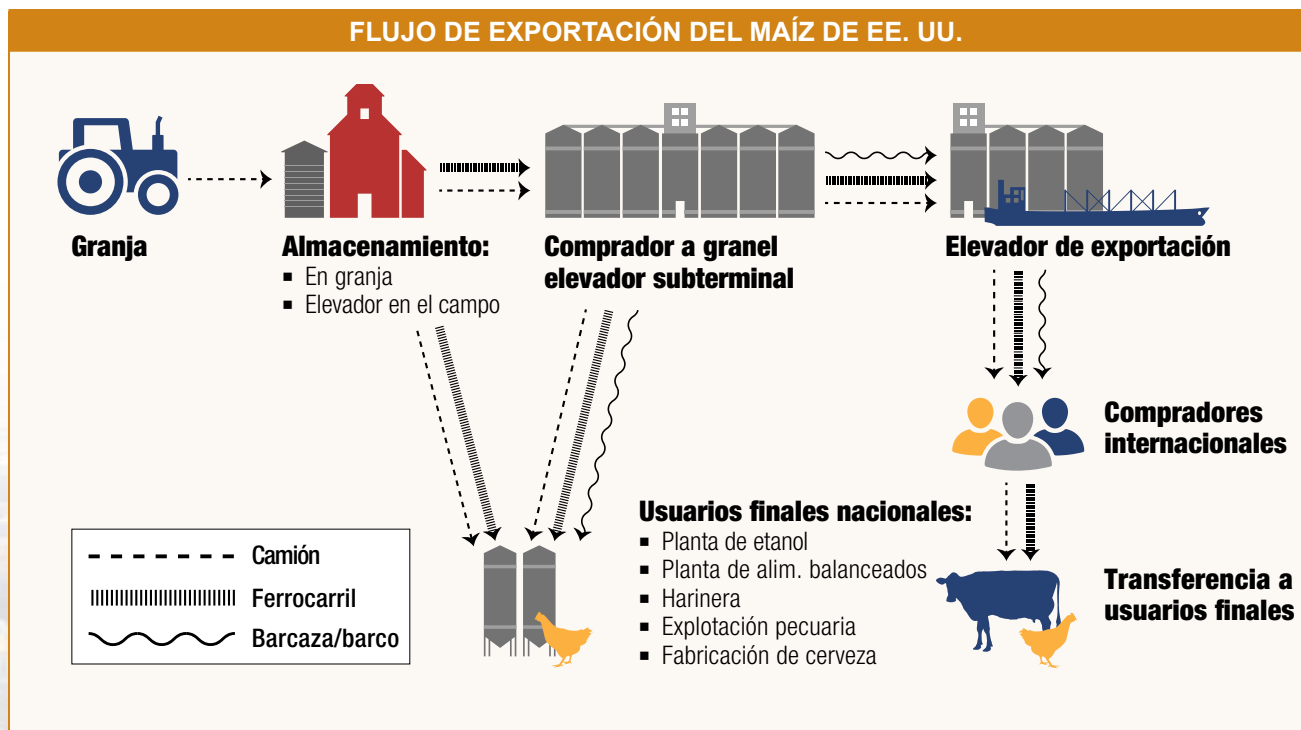 FLUJO DE EXPORTACIÓN DEL MAÍZ DE EE. UU.
Granja
Almacenamiento:
▪ En granja
▪ Elevador en el campo
Comprador a granel
elevador subterminal
Elevador de exportación
Compradores
internacionales
Usuarios finales nacionales:
▪ Planta de etanol
▪ Planta de alim. balanceados
▪ Harinera
▪ Explotación pecuaria
▪ Fabricación de cerveza
Transferencia a
usuarios finales
Camión
Ferrocarril
Barcaza/barco